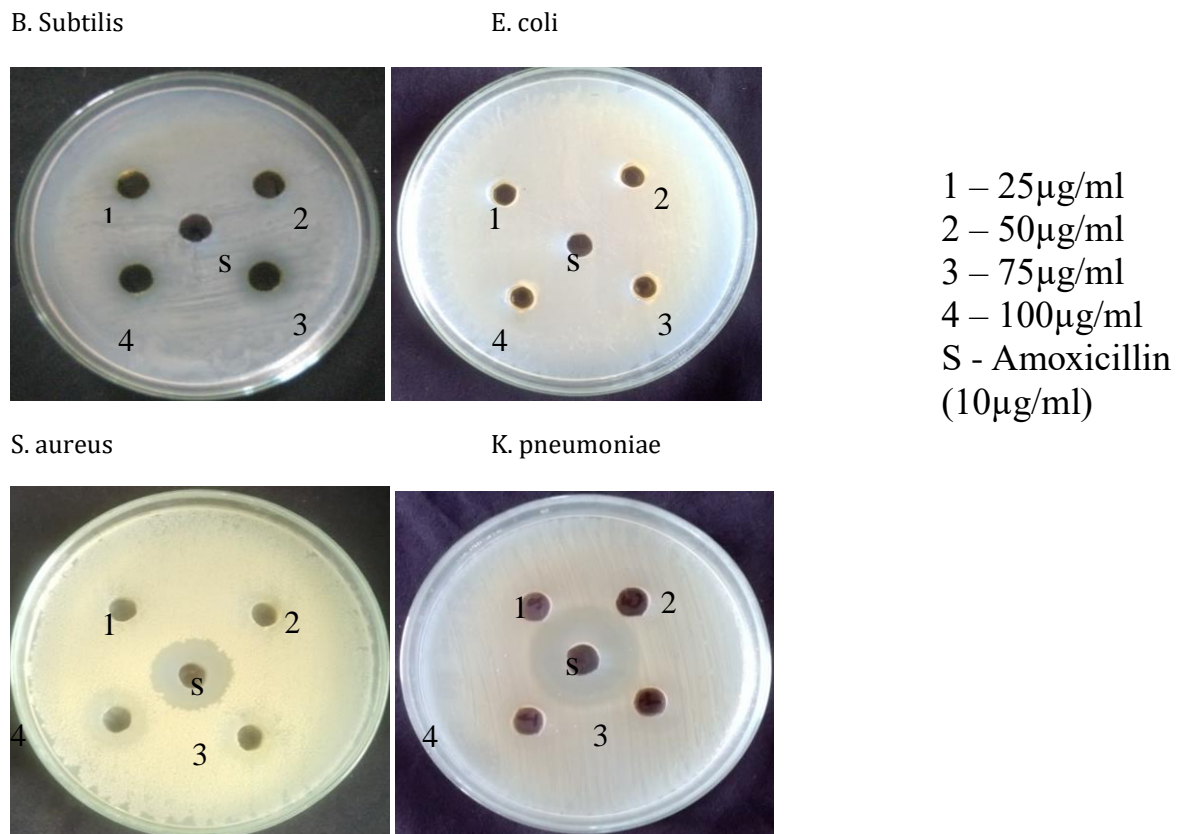 B. Subtilis
E. coli
1
2
S
4
3
1
2
S
4
3
1 – 25µg/ml
2 – 50µg/ml
3 – 75µg/ml
4 – 100µg/ml
S - Amoxicillin
(10µg/ml)
S. aureus
K. pneumoniae
1
2
S
4
3
1
2
S
4
3